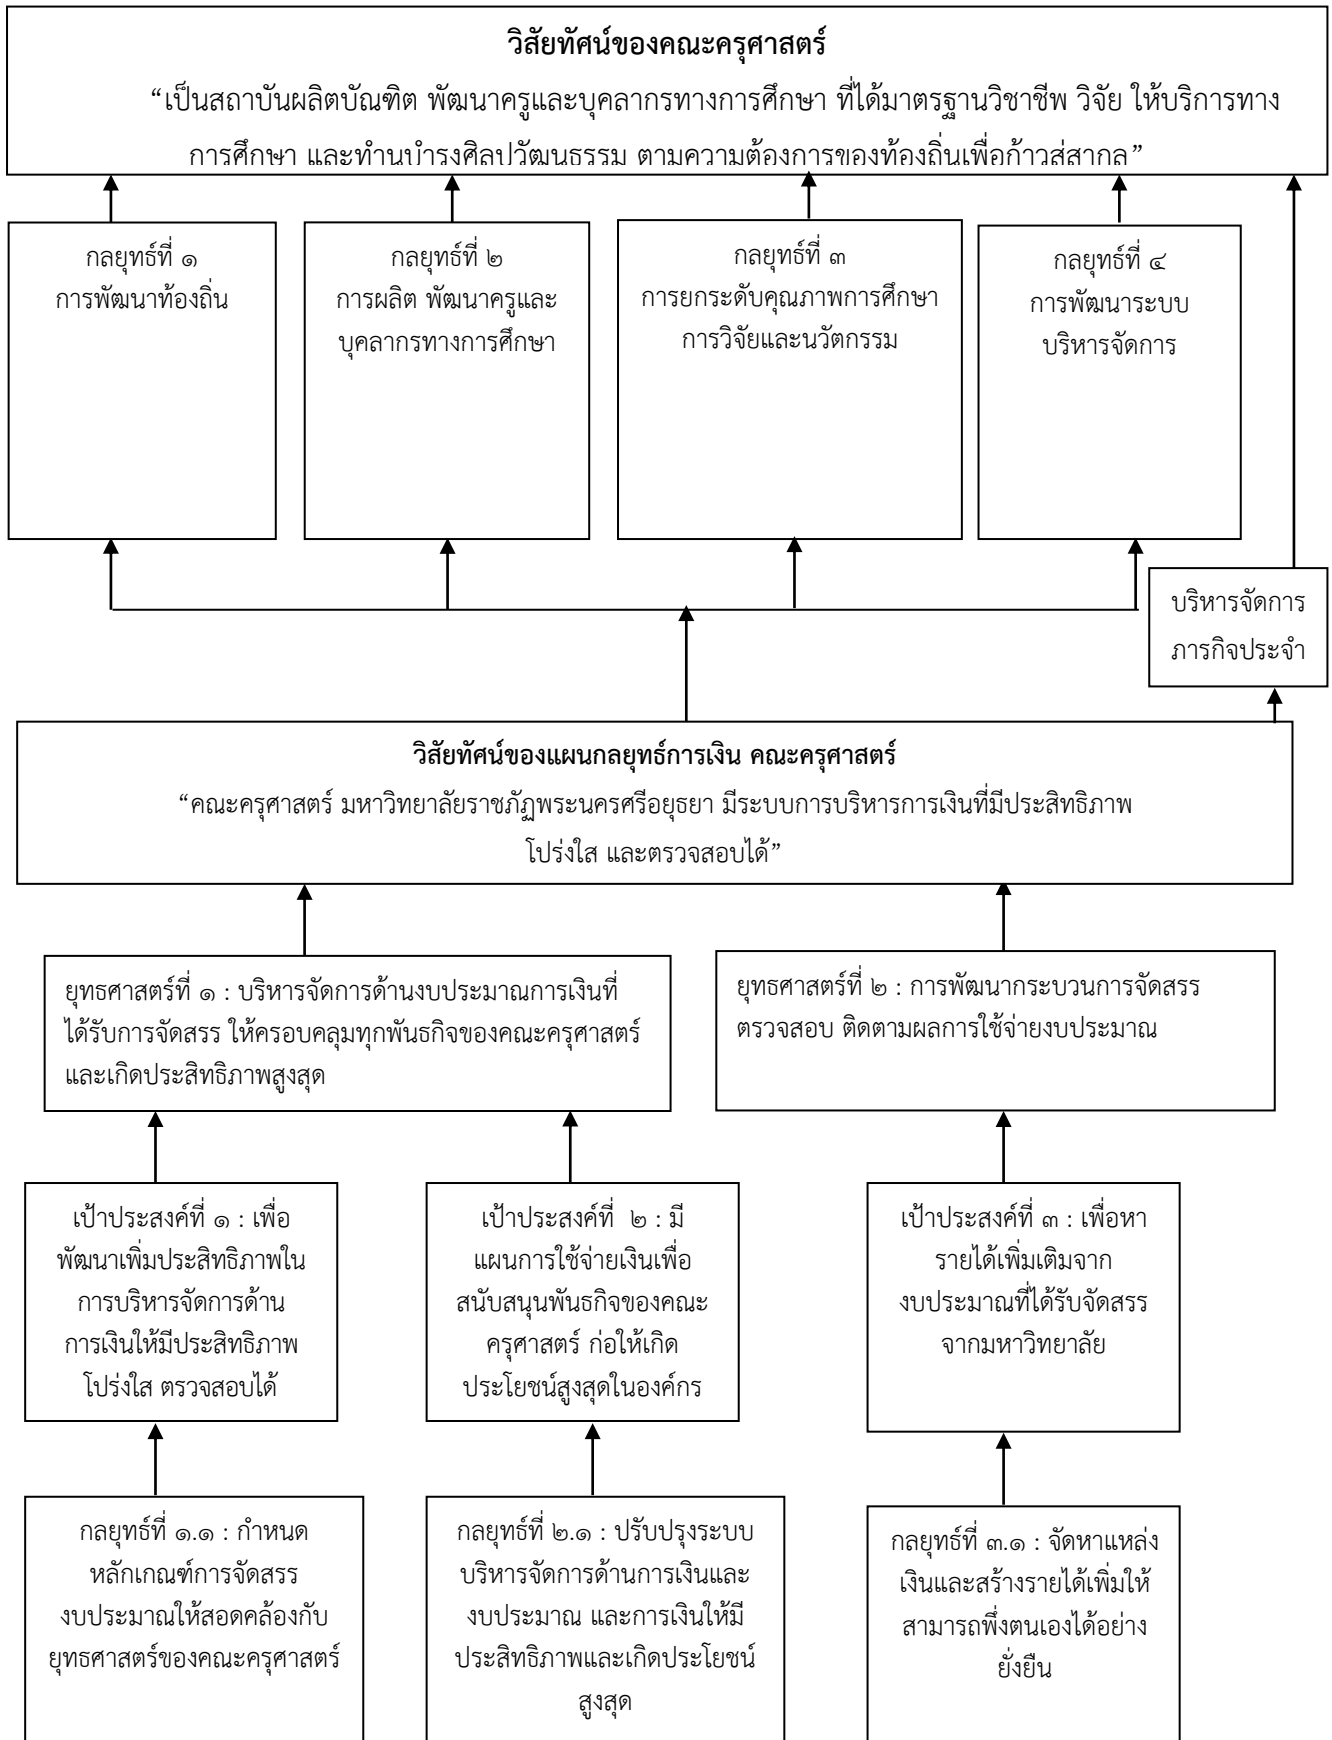 วิสัยทัศน์ของคณะครุศาสตร์
“เป็นสถาบันผลิตบัณฑิต พัฒนาครูและบุคลากรทางการศึกษา ที่ได้มาตรฐานวิชาชีพ วิจัย ให้บริการทาง
การศึกษา และทำนุบำรุงศิลปวัฒนธรรม ตามความต้องการของท้องถิ่นเพื่อก้าวสู่สากล”
กลยุทธ์ที่ ๑
การพัฒนาท้องถิ่น
กลยุทธ์ที่ ๒
การผลิต พัฒนาครูและ
บุคลากรทางการศึกษา
กลยุทธ์ที่ ๓
การยกระดับคุณภาพการศึกษา
การวิจัยและนวัตกรรม
กลยุทธ์ที่ ๔
การพัฒนาระบบ
บริหารจัดการ
บริหารจัดการ
ภารกิจประจำ
วิสัยทัศน์ของแผนกลยุทธ์การเงิน คณะครุศาสตร์
“คณะครุศาสตร์ มหาวิทยาลัยราชภัฏพระนครศรีอยุธยา มีระบบการบริหารการเงินที่มีประสิทธิภาพ
โปร่งใส และตรวจสอบได้”
ยุทธศาสตร์ที่ ๑ : บริหารจัดการด้านงบประมาณการเงินที่
ได้รับการจัดสรร ให้ครอบคลุมทุกพันธกิจของคณะครุศาสตร์
และเกิดประสิทธิภาพสูงสุด
ยุทธศาสตร์ที่ ๒ : การพัฒนากระบวนการจัดสรร
ตรวจสอบ ติดตามผลการใช้จ่ายงบประมาณ
เป้าประสงค์ที่ ๑ : เพื่อ
พัฒนาเพิ่มประสิทธิภาพใน
การบริหารจัดการด้าน
การเงินให้มีประสิทธิภาพ
โปร่งใส ตรวจสอบได้
เป้าประสงค์ที่ ๒ : มี
แผนการใช้จ่ายเงินเพื่อ
สนับสนุนพันธกิจของคณะ
ครุศาสตร์ ก่อให้เกิด
ประโยชน์สูงสุดในองค์กร
เป้าประสงค์ที่ ๓ : เพื่อหา
รายได้เพิ่มเติมจาก
งบประมาณที่ได้รับจัดสรร
จากมหาวิทยาลัย
กลยุทธ์ที่ ๑.๑ : กำหนด
หลักเกณฑ์การจัดสรร
งบประมาณให้สอดคล้องกับ
ยุทธศาสตร์ของคณะครุศาสตร์
กลยุทธ์ที่ ๒.๑ : ปรับปรุงระบบ
บริหารจัดการด้านการเงินและ
งบประมาณ และการเงินให้มี
ประสิทธิภาพและเกิดประโยชน์
สูงสุด
กลยุทธ์ที่ ๓.๑ : จัดหาแหล่ง
เงินและสร้างรายได้เพิ่มให้
สามารถพึ่งตนเองได้อย่าง
ยั่งยืน